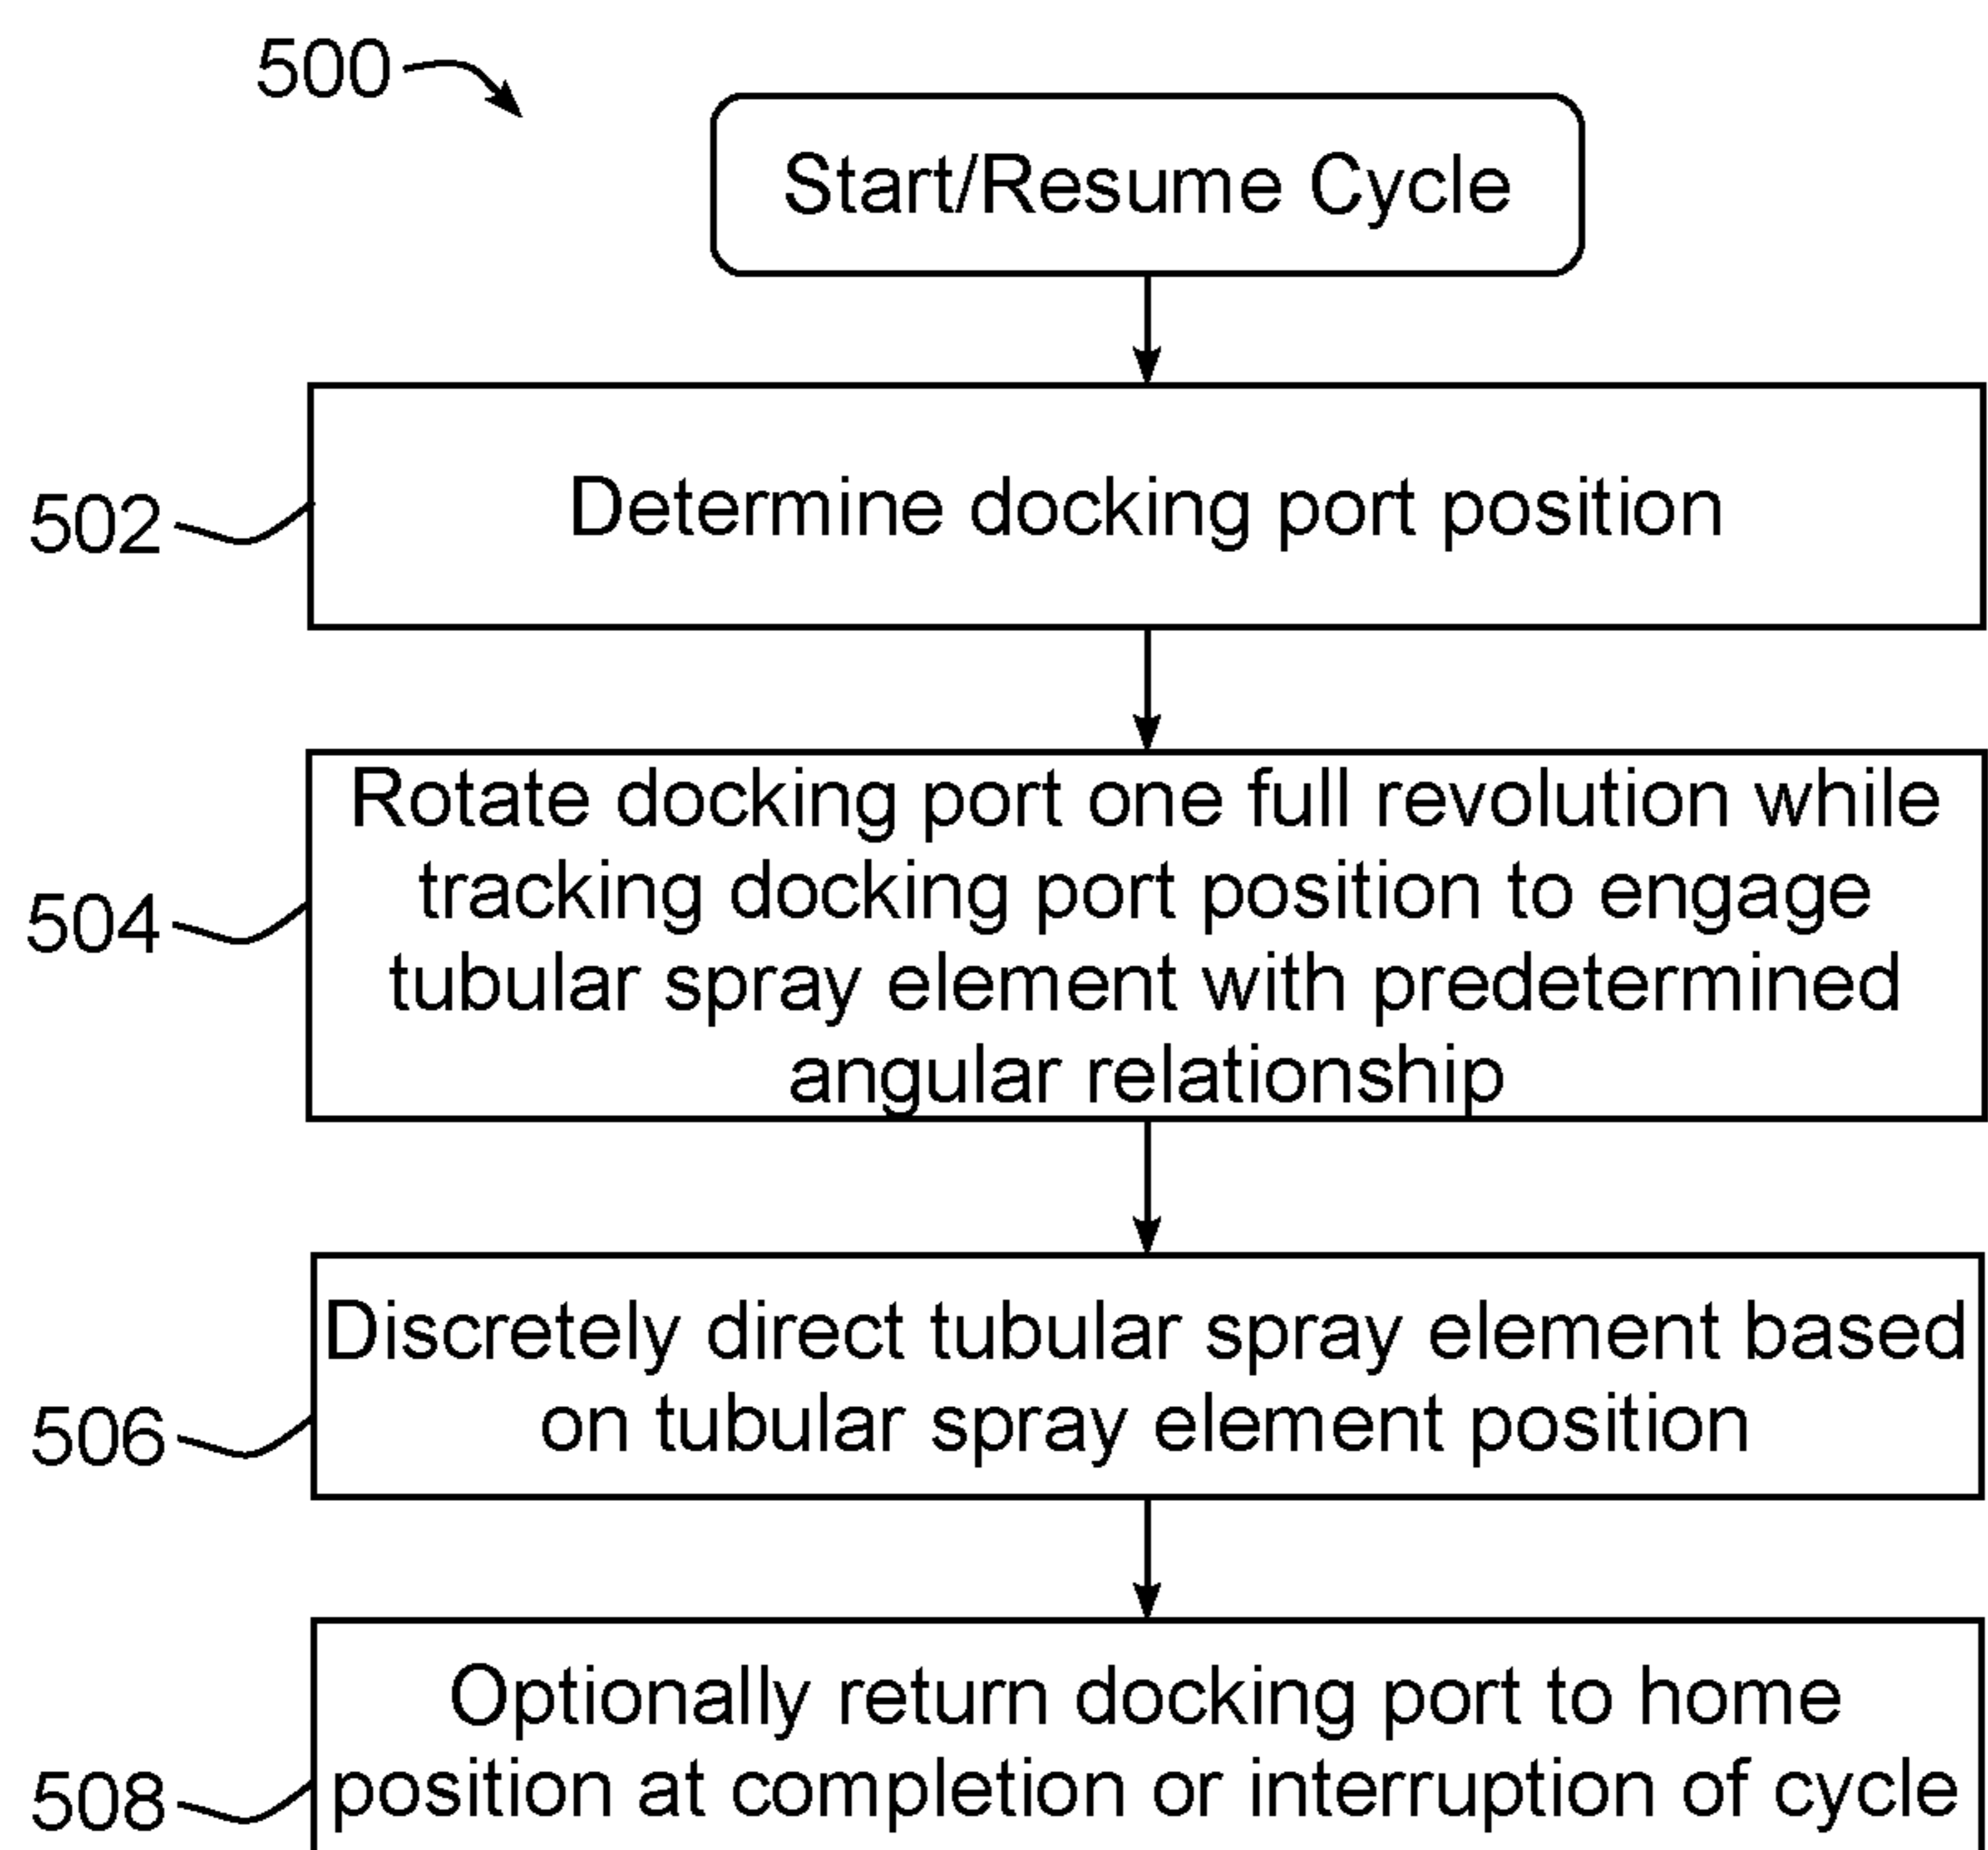 500
Start/Resume Cycle
502
Determine docking port position
504
Rotate docking port one full revolution while
tracking docking port position to engage
tubular spray element with predetermined
angular relationship
506
Discretely direct tubular spray element based
on tubular spray element position
508
Optionally return docking port to home
position at completion or interruption of cycle